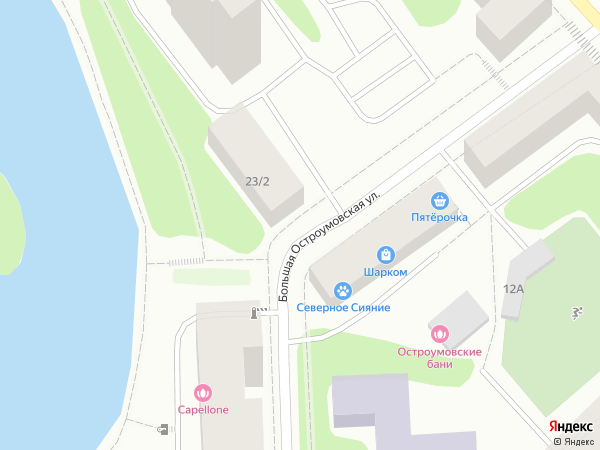 23/2
Большая Остроумовская ул.
Пятёрочка
Шарком
Северное Сияние
12А
Остроумовские
бани
Capellone
Яндекс
© Яндекс